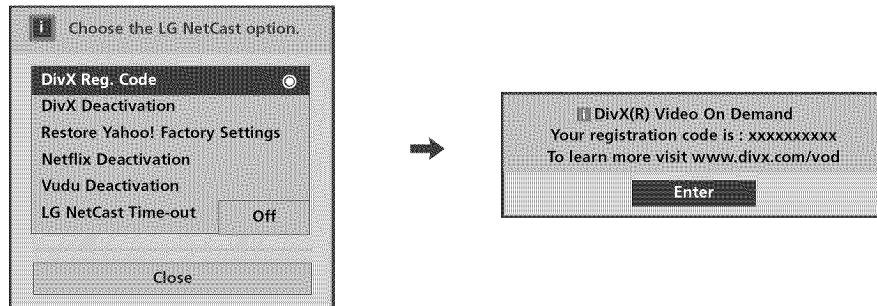 Choose the LG NetCast option.
DivX Reg. Code
DivX Deactivation
Restore Yahoo! Factory Settings
Netflix Deactivation
Vudu Deactivation
LG NetCast Time-out Off
Close
DivX(R) Video On Demand
Your registration code is : xxxxxxxxxx
To learn more visit www.divx.com/vod
Enter